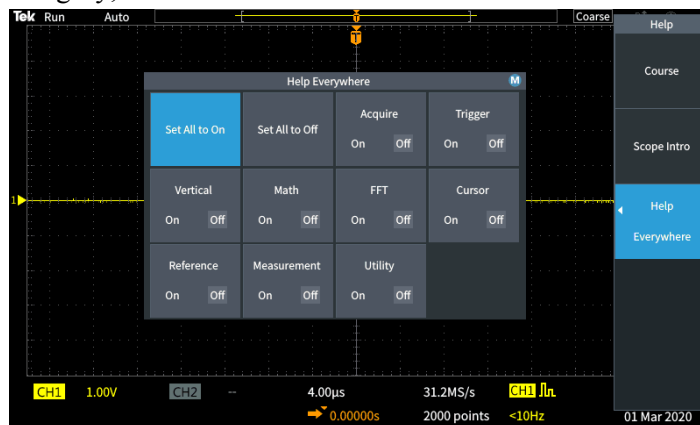 Tek Run Auto Coarse Help
T
T
Help Everywhere M
Course
Set All to On Set All to Off Acquire Trigger
On Off On Off
Scope Intro
Vertical Math FFT Cursor
1 Help
On Off On Off On Off On Off
Everywhere
Reference Measurement Utility
On Off On Off On Off
CH1 1.00V CH2 -- 4.00µs 31.2MS/s CH1
0.00000s 2000 points <10Hz 01 Mar 2020